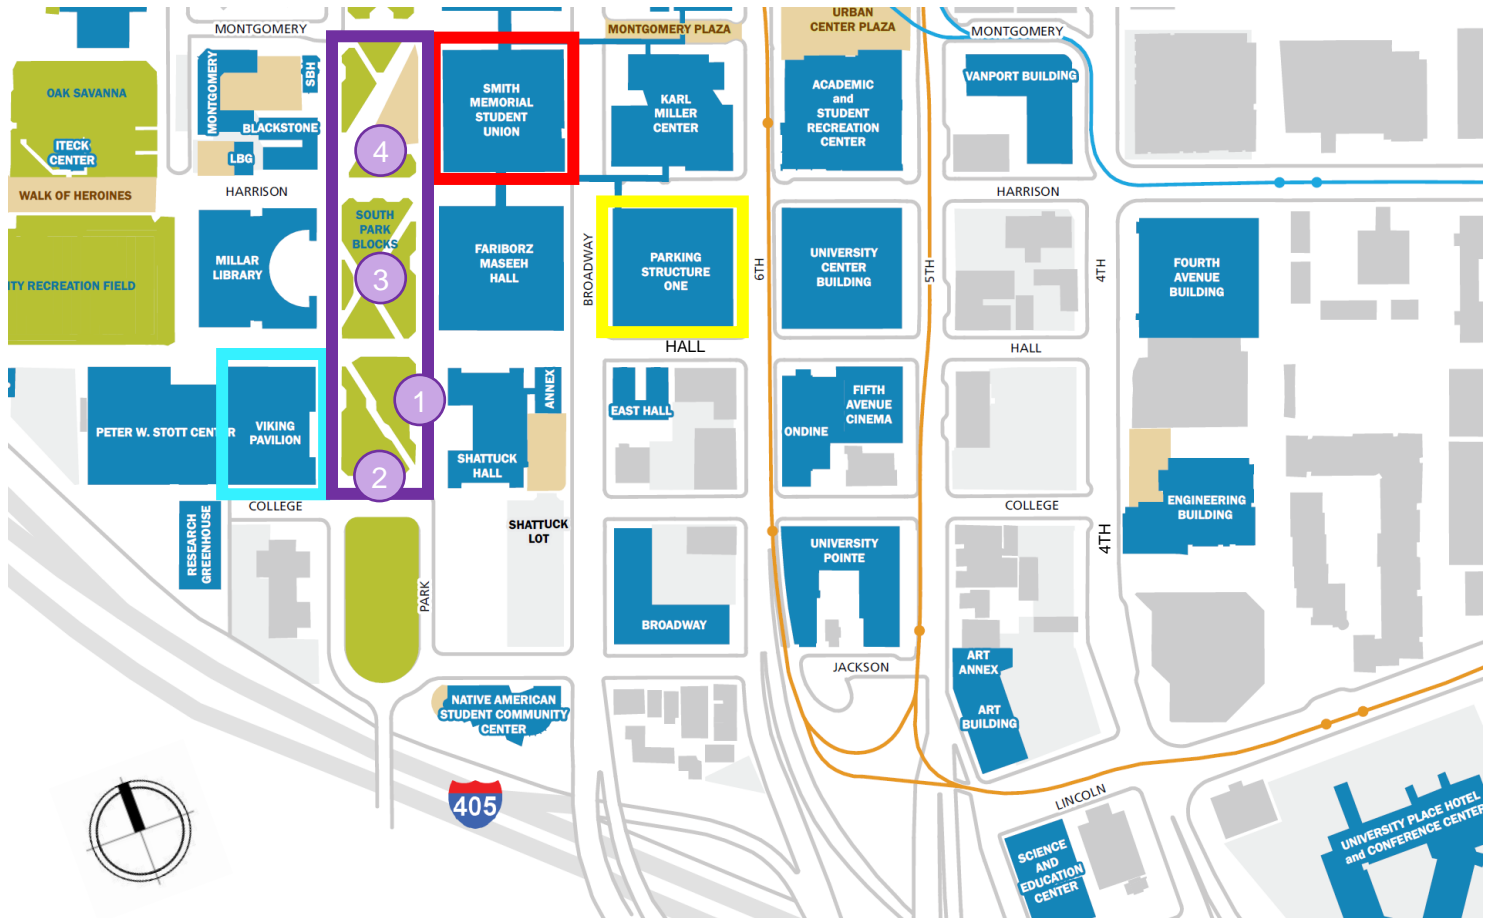 MONTGOMERY
MONTGOMERY PLAZA
URBAN
CENTER PLAZA
MONTGOMERY
OAK SAVANNA
ITECK
CENTER
WALK OF HEROINES
MONTGOMERY
SBH
BLACKSTONE
LBG
HARRISON
4
SMITH
MEMORIAL
STUDENT
UNION
KARL
MILLER
CENTER
ACADEMIC
and
STUDENT
RECREATION
CENTER
VANPORT BUILDING
HARRISON
ITY RECREATION FIELD
MILLAR
LIBRARY
SOUTH
PARK
BLOCKS
3
FARIBORZ
MASEEH
HALL
BROADWAY
PARKING
STRUCTURE
ONE
6TH
UNIVERSITY
CENTER
BUILDING
5TH
4TH
FOURTH
AVENUE
BUILDING
HALL
HALL
PETER W. STOTT CENTER
VIKING
PAVILION
1
2
SHATTUCK
HALL
ANNEX
EAST HALL
ONDINE
FIFTH
AVENUE
CINEMA
COLLEGE
COLLEGE
ENGINEERING
BUILDING
4TH
RESEARCH
GREENHOUSE
SHATTUCK
LOT
PARK
BROADWAY
UNIVERSITY
POINTE
JACKSON
ART
ANNEX
ART
BUILDING
NATIVE AMERICAN
STUDENT COMMUNITY
CENTER
405
LINCOLN
SCIENCE
AND
EDUCATION
CENTER
UNIVERSITY PLACE HOTEL
and CONFERENCE CENTER